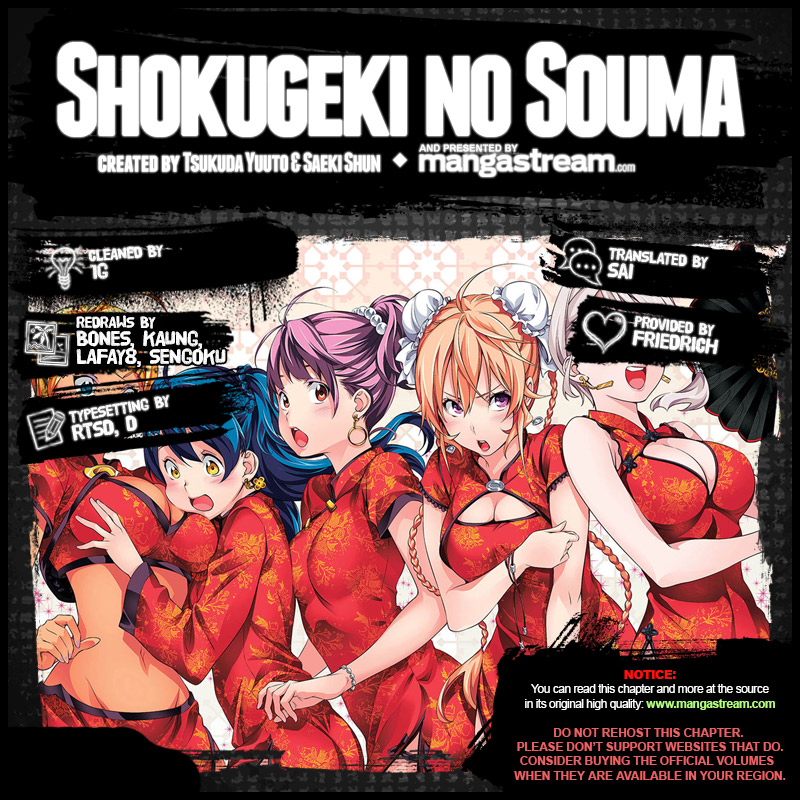 SHOKUGEKI NO SOUMA
CREATED BY TSUKUDA YUUTO & SAEKI SHUN
AND PRESENTED BY
mangastream.com
CLEANED BY
IG
REDRAWS BY
BONES, KAUNG,
LAFAY8, SENGOKU
TYPESETTING BY
RTSD, D
TRANSLATED BY
SAI
PROVIDED BY
FRIEDRICH
NOTICE:
You can read this chapter and more at the source
in its original high quality: www.mangastream.com
DO NOT REHOST THIS CHAPTER.
PLEASE DON'T SUPPORT WEBSITES THAT DO.
CONSIDER BUYING THE OFFICIAL VOLUMES
WHEN THEY ARE AVAILABLE IN YOUR REGION.